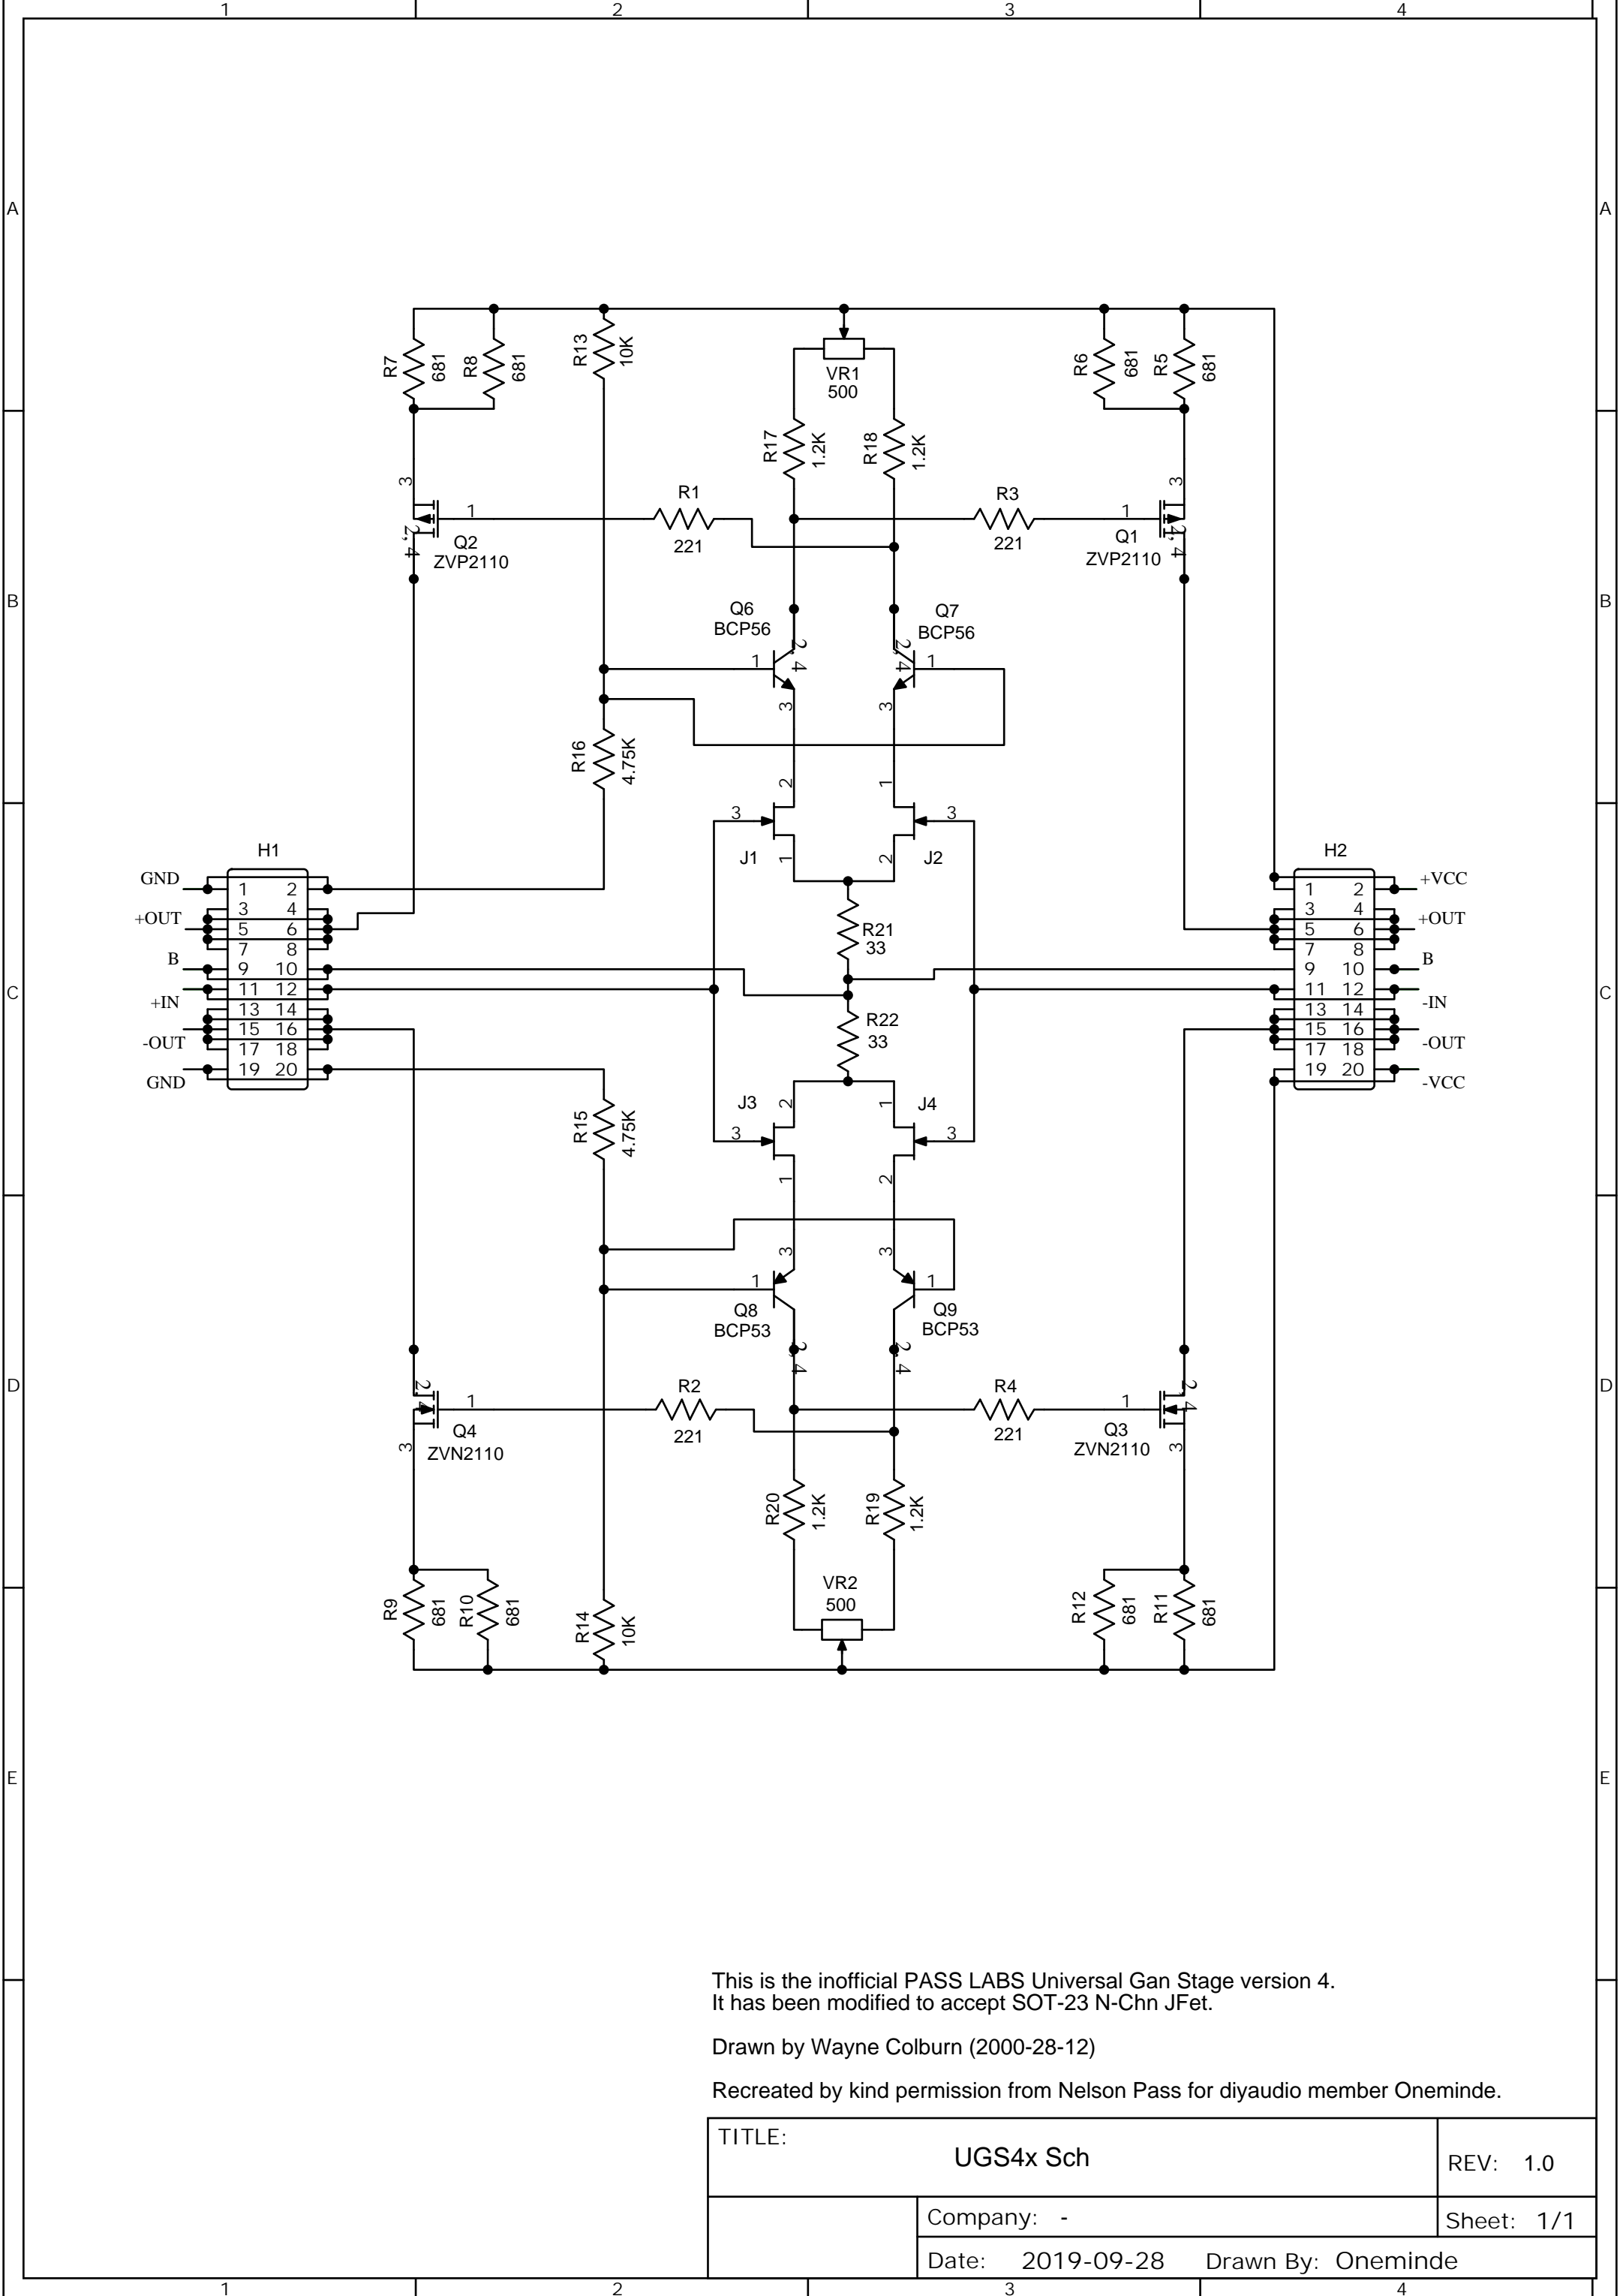 1 2 3 4
A A
R7 681 R8 681 R13 10K VR1 500 R6 681 R5 681
R17 1.2K R18 1.2K
3 3
1 R1 R3 1
Q2 221 221 Q1
ZVP2110 ZVP2110
2, 4 2, 4
B B
Q6 Q7
BCP56 BCP56
1 2, 4 2, 4 1
3 3
R16 4.75K
2 1
3 3
J1 J2
1 2
H1 H2
GND 1 2 1 2 +VCC
3 4 3 4
+OUT 5 6 5 6 +OUT
7 8 7 8
B 9 10 9 10 B
+IN 11 12 11 12 -IN
13 14 13 14
-OUT 15 16 15 16 -OUT
17 18 17 18
GND 19 20 19 20 -VCC
R21
33
C C
R22
33
J3 2 1 J4
R15 4.75K
3 3
1 2
3 3
1 1
Q8 Q9
BCP53 BCP53
2, 4 2, 4
D D
2, 4 2, 4
1 R2 R4 1
Q4 221 221 Q3
ZVN2110 ZVN2110
3 3
R20 1.2K R19 1.2K
R9 681 R10 681 R14 10K VR2 500 R12 681 R11 681
E E
This is the inofficial PASS LABS Universal Gan Stage version 4.
It has been modified to accept SOT-23 N-Chn JFet.
Drawn by Wayne Colburn (2000-28-12)
Recreated by kind permission from Nelson Pass for diyaudio member Oneminde.
TITLE: UGS4x Sch REV: 1.0
Company: - Sheet: 1/1
Date: 2019-09-28 Drawn By: Oneminde
1 2 3 4